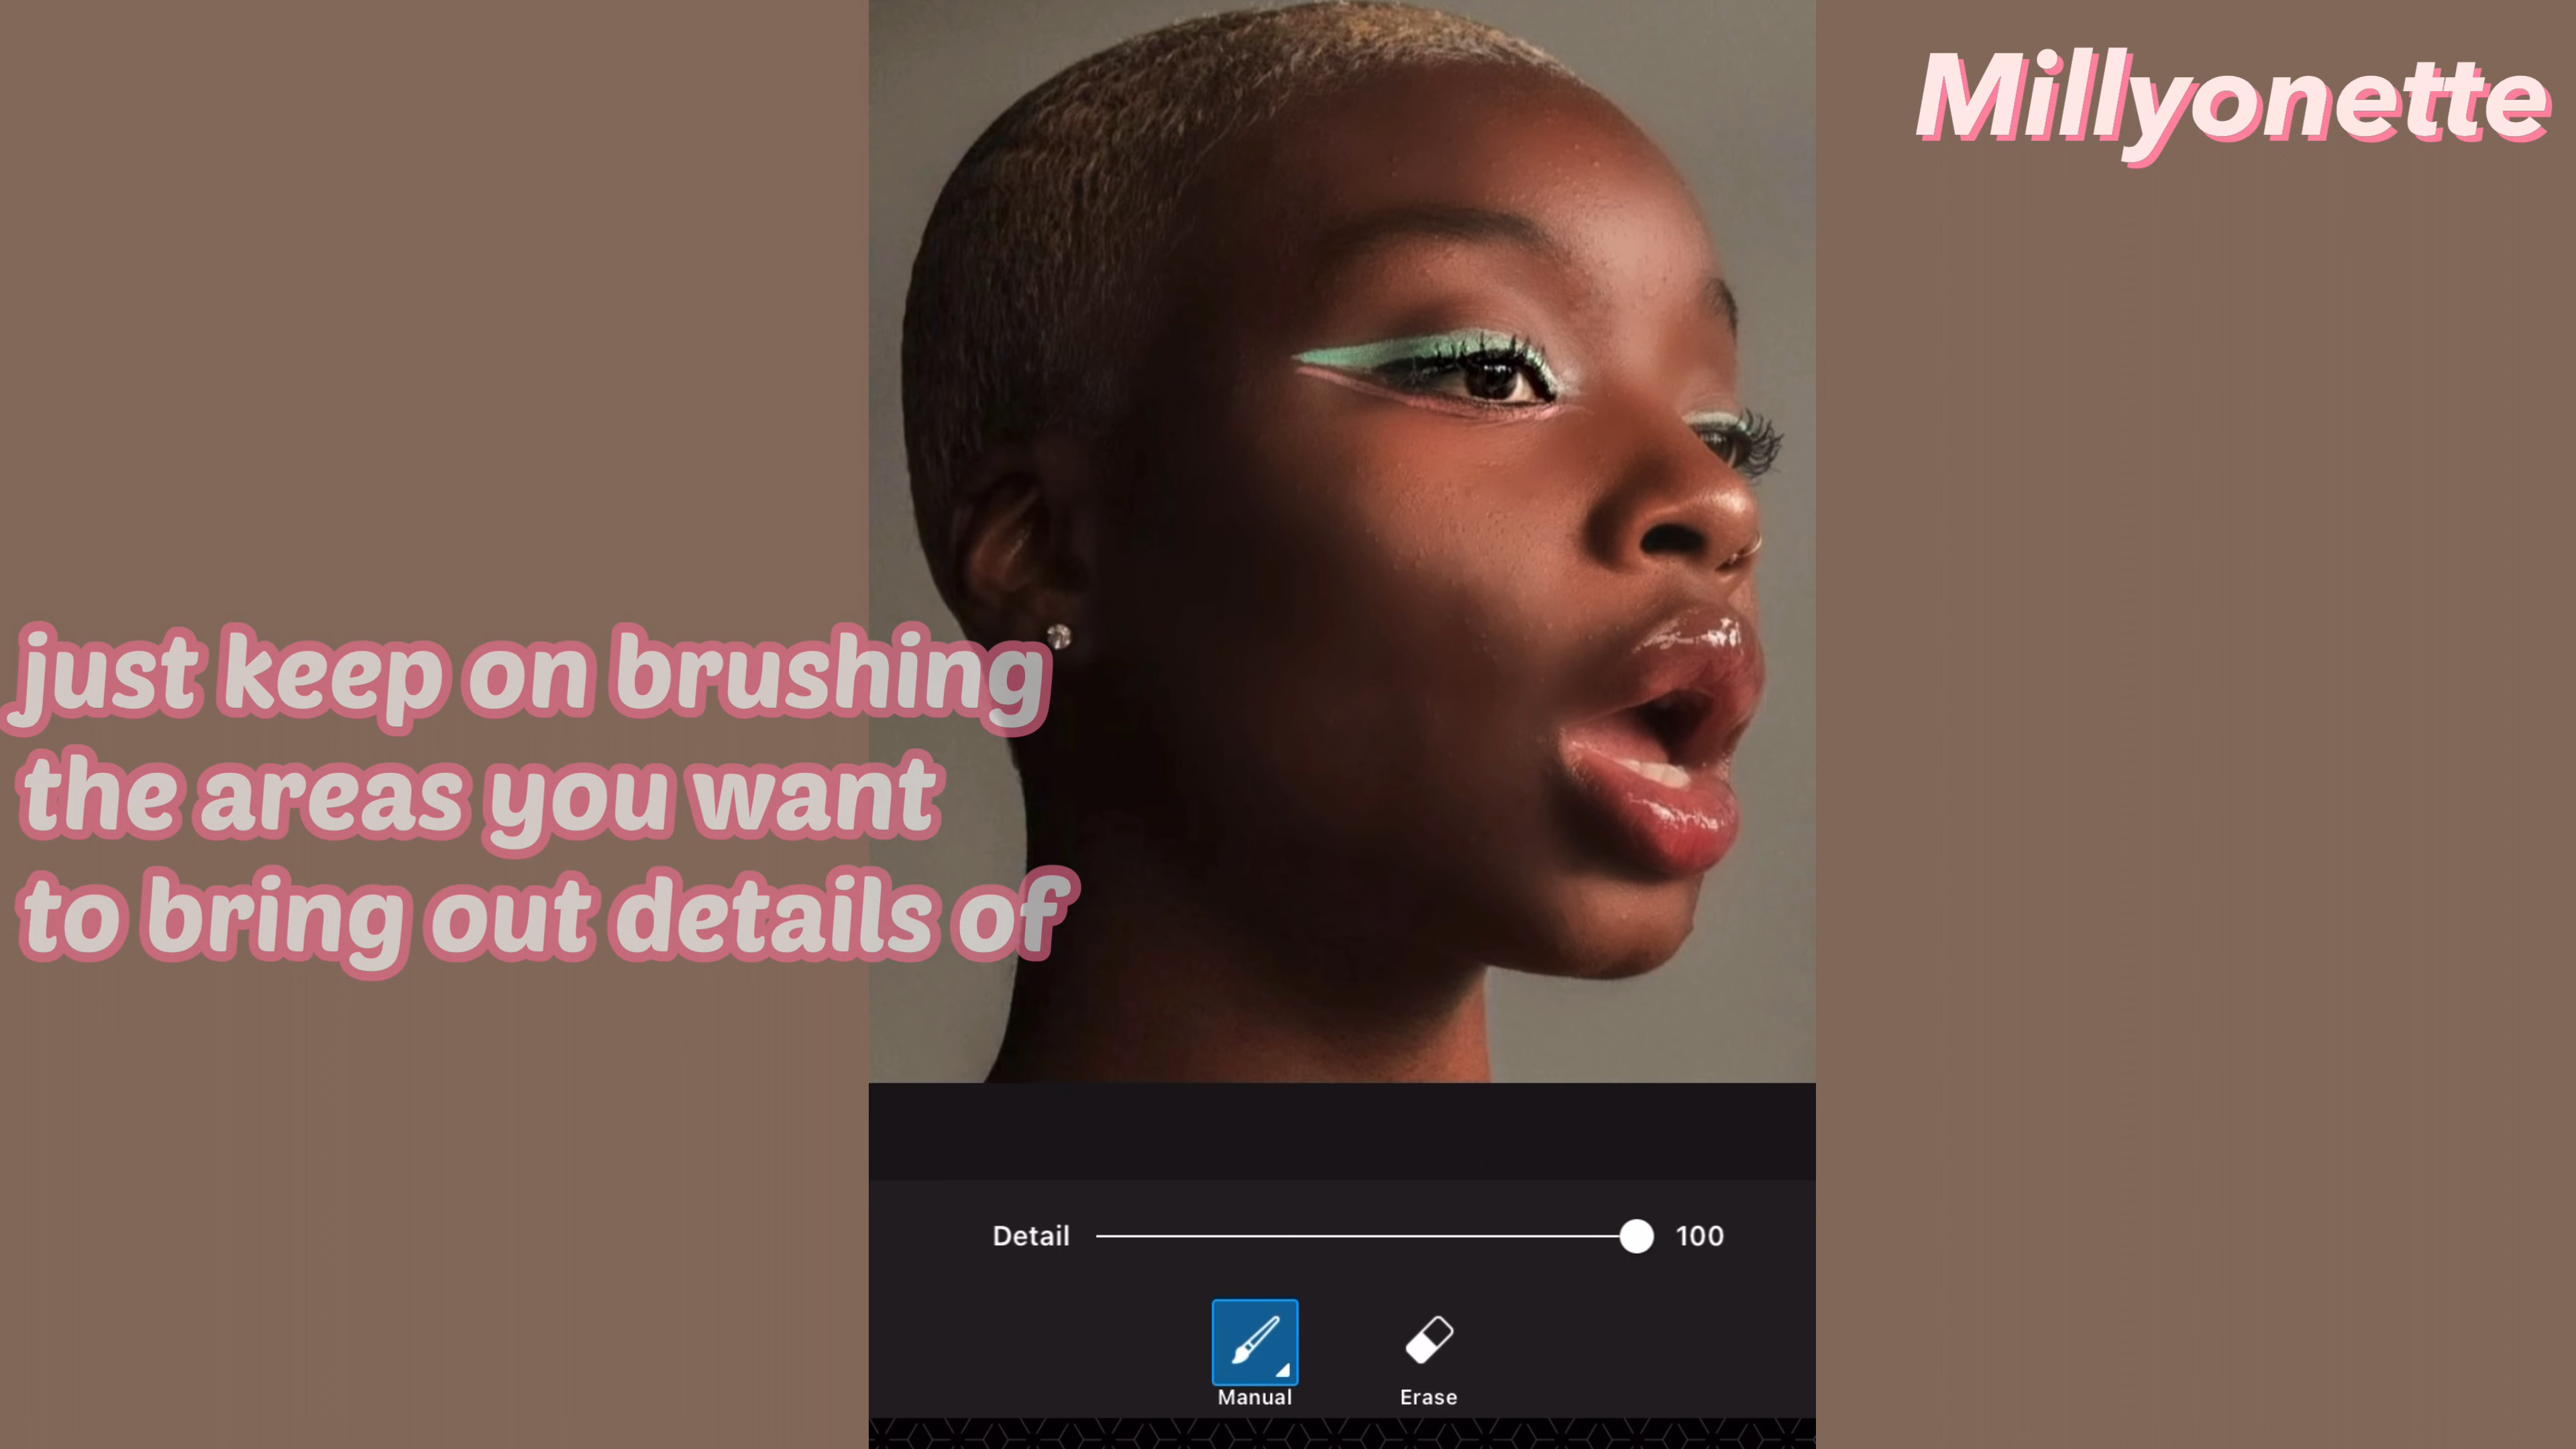 Millyonette
just keep on brushing
the areas you want
to bring out details of
Detail 100
Manual Erase